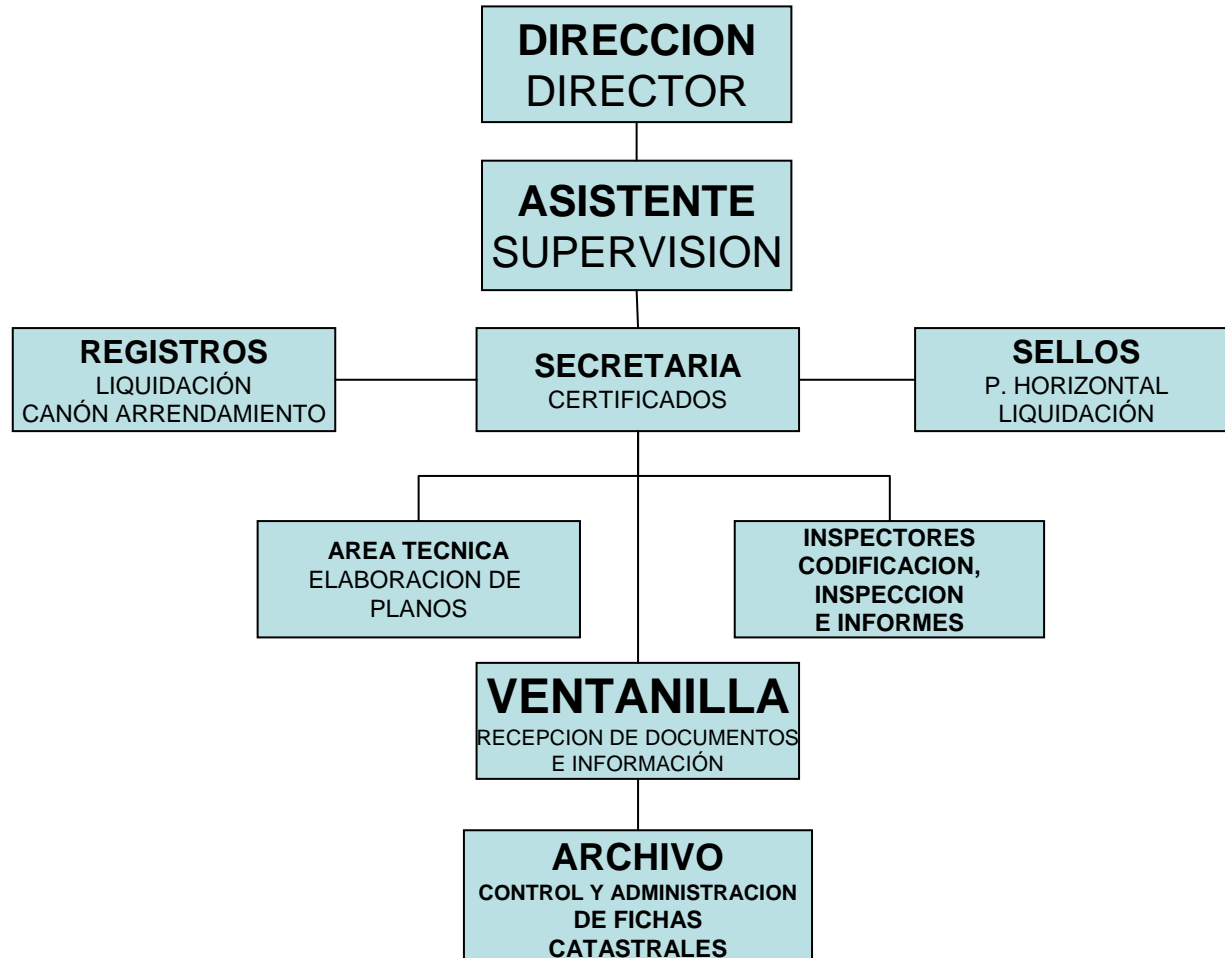 DIRECCION
DIRECTOR
ASISTENTE
SUPERVISION
REGISTROS
LIQUIDACIÓN
CANÓN ARRENDAMIENTO
SECRETARIA
CERTIFICADOS
SELLOS
P. HORIZONTAL
LIQUIDACIÓN
AREA TECNICA
ELABORACION DE
PLANOS
INSPECTORES
CODIFICACION,
INSPECCION
E INFORMES
VENTANILLA
RECEPCION DE DOCUMENTOS
E INFORMACIÓN
ARCHIVO
CONTROL Y ADMINISTRACION
DE FICHAS
CATASTRALES